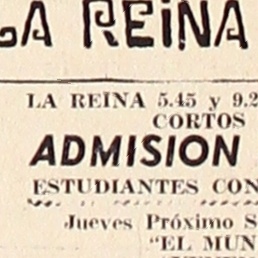 LA REINA
LA REINA 5.45 y 9.2
CORTOS
ADMISION
ESTUDIANTES CON
Jueves Próximo S
"EL MUN